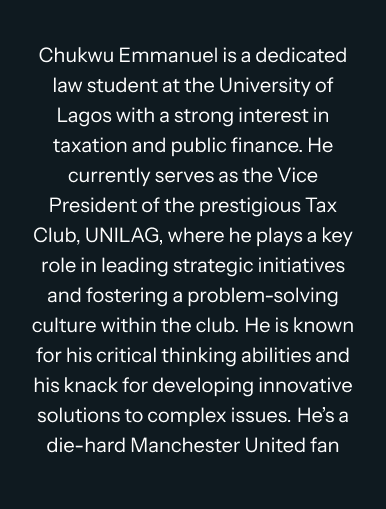 Chukwu Emmanuel is a dedicated
law student at the University of
Lagos with a strong interest in
taxation and public finance. He
currently serves as the Vice
President of the prestigious Tax
Club, UNILAG, where he plays a key
role in leading strategic initiatives
and fostering a problem-solving
culture within the club. He is known
for his critical thinking abilities and
his knack for developing innovative
solutions to complex issues. He’s a
die-hard Manchester United fan